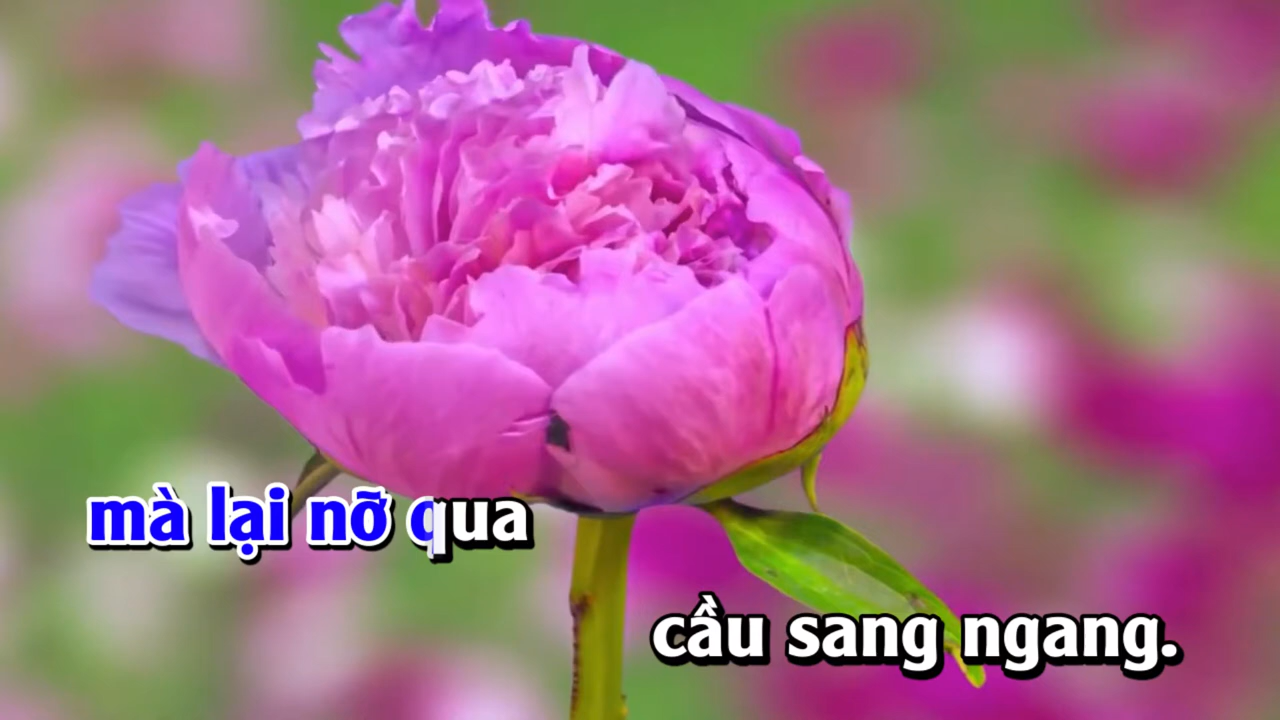 mà lại nỡ qua
cầu sang ngang.